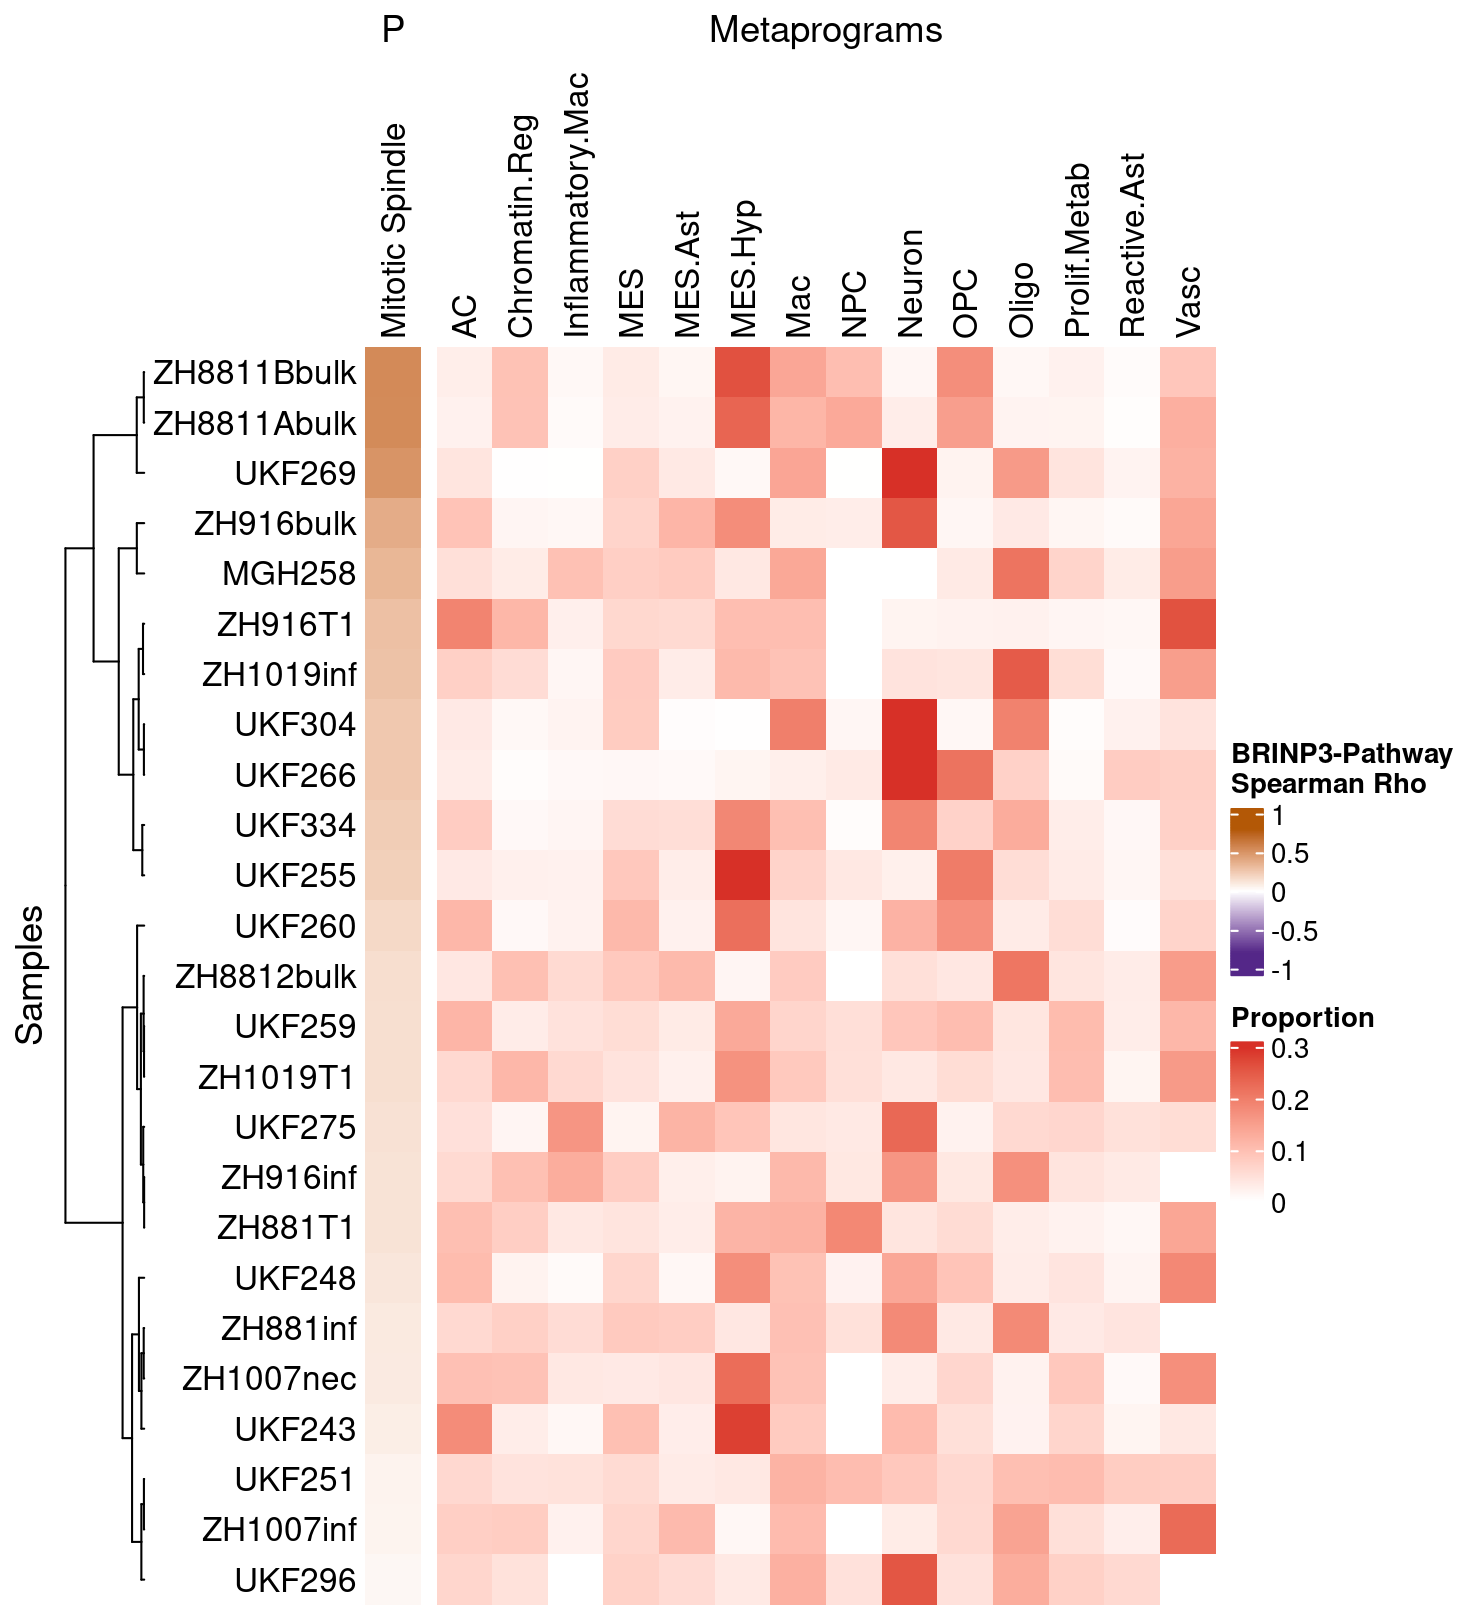 P
Metaprograms
Mitotic Spindle
AC
Chromatin.Reg
Inflammatory.Mac
MES
MES.Ast
MES.Hyp
Mac
NPC
Neuron
OPC
Oligo
Prolif.Metab
Reactive.Ast
Vasc
Samples
ZH8811Bbulk
ZH8811Abulk
UKF269
ZH916bulk
MGH258
ZH916T1
ZH1019inf
UKF304
UKF266
UKF334
UKF255
UKF260
ZH8812bulk
UKF259
ZH1019T1
UKF275
ZH916inf
ZH881T1
UKF248
ZH881inf
ZH1007nec
UKF243
UKF251
ZH1007inf
UKF296
BRINP3-Pathway
Spearman Rho
1
0.5
0
-0.5
-1
Proportion
0.3
0.2
0.1
0